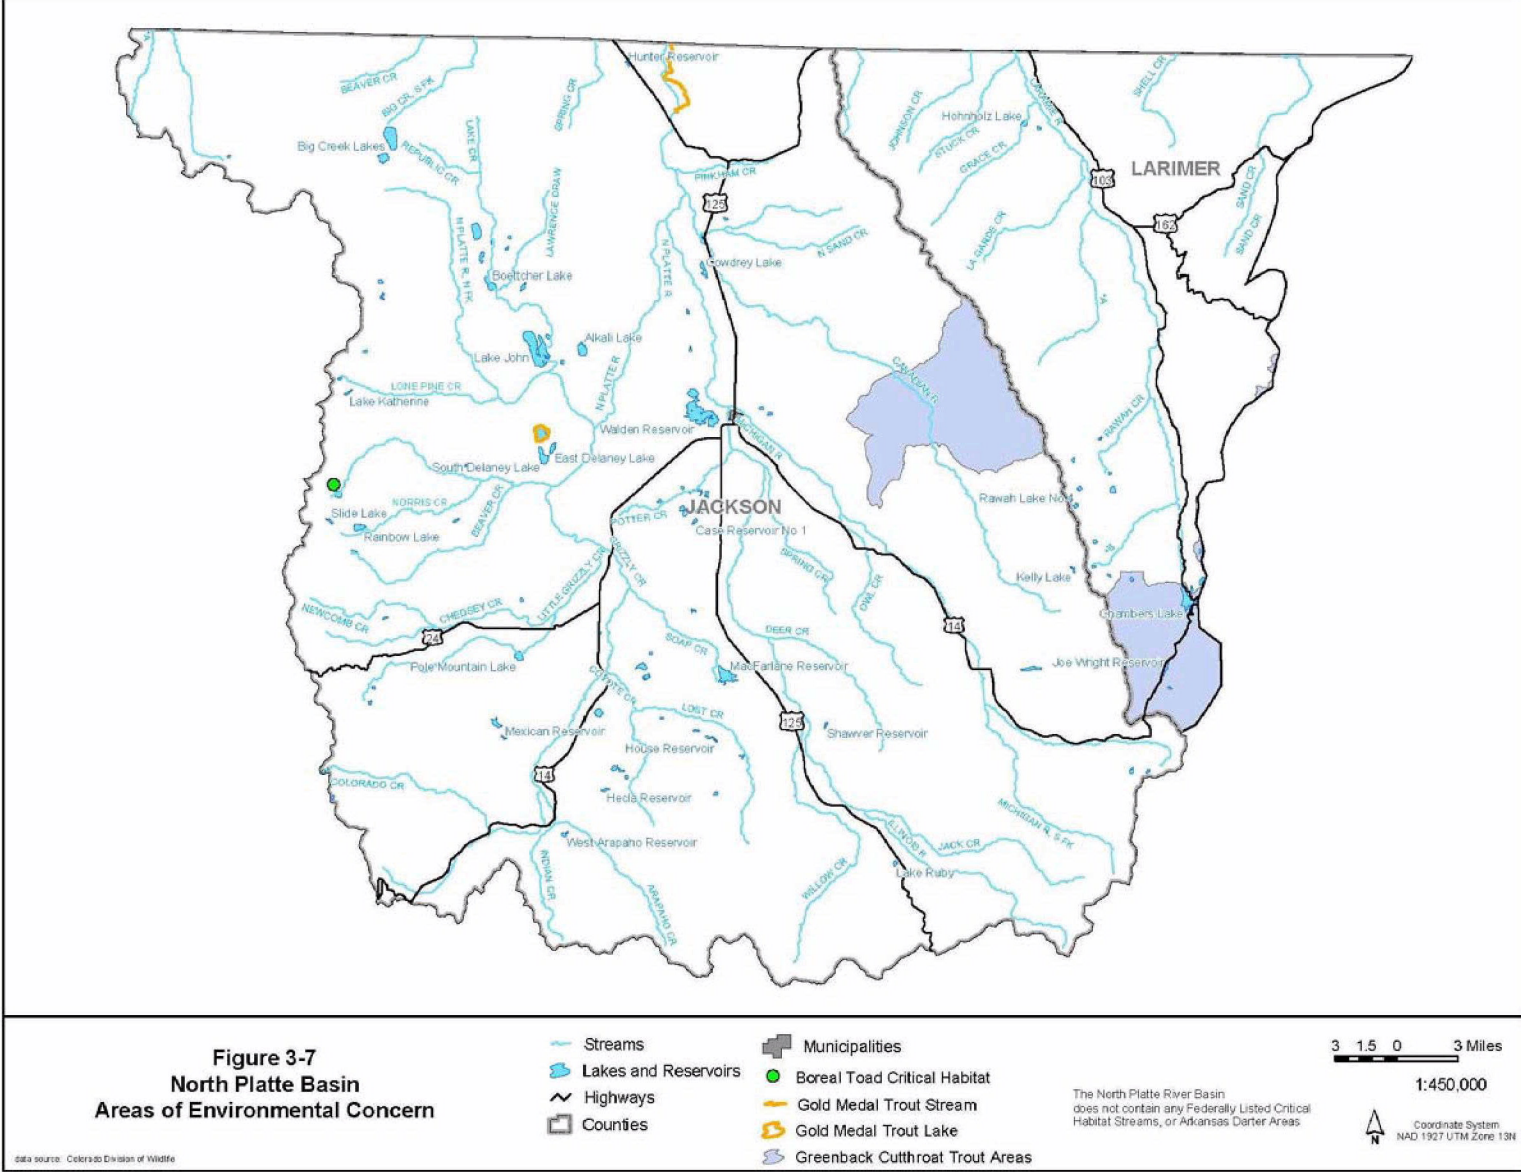 Hunter Reservoir
BEAVER CR
BIG CR, S FK
SPRING CR
SHELL CR
LARAMIE R
JOHNSON CR
Hohnholz Lake
STUCK CR
GRACE CR
LAKE CR
Big Creek Lakes
REPUBLIC CR
LARIMER
103
PINKHAM CR
125
SAND CR
LAWRENCE DRAW
162
SAND CR
N PLATTE R, N FK
N PLATTE R
N SAND CR
LA GARDE CR
Cowdrey Lake
Boettcher Lake
Alkali Lake
Lake John
N PLATTE R
CANADIAN R
LONE PINE CR
Lake Katherine
Walden Reservoir
MICHIGAN R
RAWAH CR
East Delaney Lake
South Delaney Lake
NORRIS CR
BEAVER CR
Slide Lake
Rainbow Lake
JACKSON
POTTER CR
Case Reservoir No 1
Rawah Lake No
GRIZZLY CR
SPRING CR
OWL CR
Kelly Lake
LITTLE GRIZZLY CR
NEWCOMB CR
CHEDSEY CR
Chambers Lake
24
14
DEER CR
SOAP CR
Pole Mountain Lake
MacFarlane Reservoir
Joe Wright Reservoir
COYOTE CR
LOST CR
125
Mexican Reservoir
House Reservoir
Shawver Reservoir
14
COLORADO CR
Hecla Reservoir
MICHIGAN R, S FK
West Arapaho Reservoir
ILLINOIS R
JACK CR
Lake Ruby
INDIAN CR
ARAPAHO CR
WILLOW CR
Figure 3-7
North Platte Basin
Areas of Environmental Concern
data source: Colorado Division of Wildlife
Streams
Lakes and Reservoirs
Highways
Counties
Municipalities
Boreal Toad Critical Habitat
Gold Medal Trout Stream
Gold Medal Trout Lake
Greenback Cutthroat Trout Areas
The North Platte River Basin
does not contain any Federally Listed Critical
Habitat Streams, or Arkansas Darter Areas
3 1.5 0 3 Miles
1:450,000
N
Coordinate System
NAD 1927 UTM Zone 13N